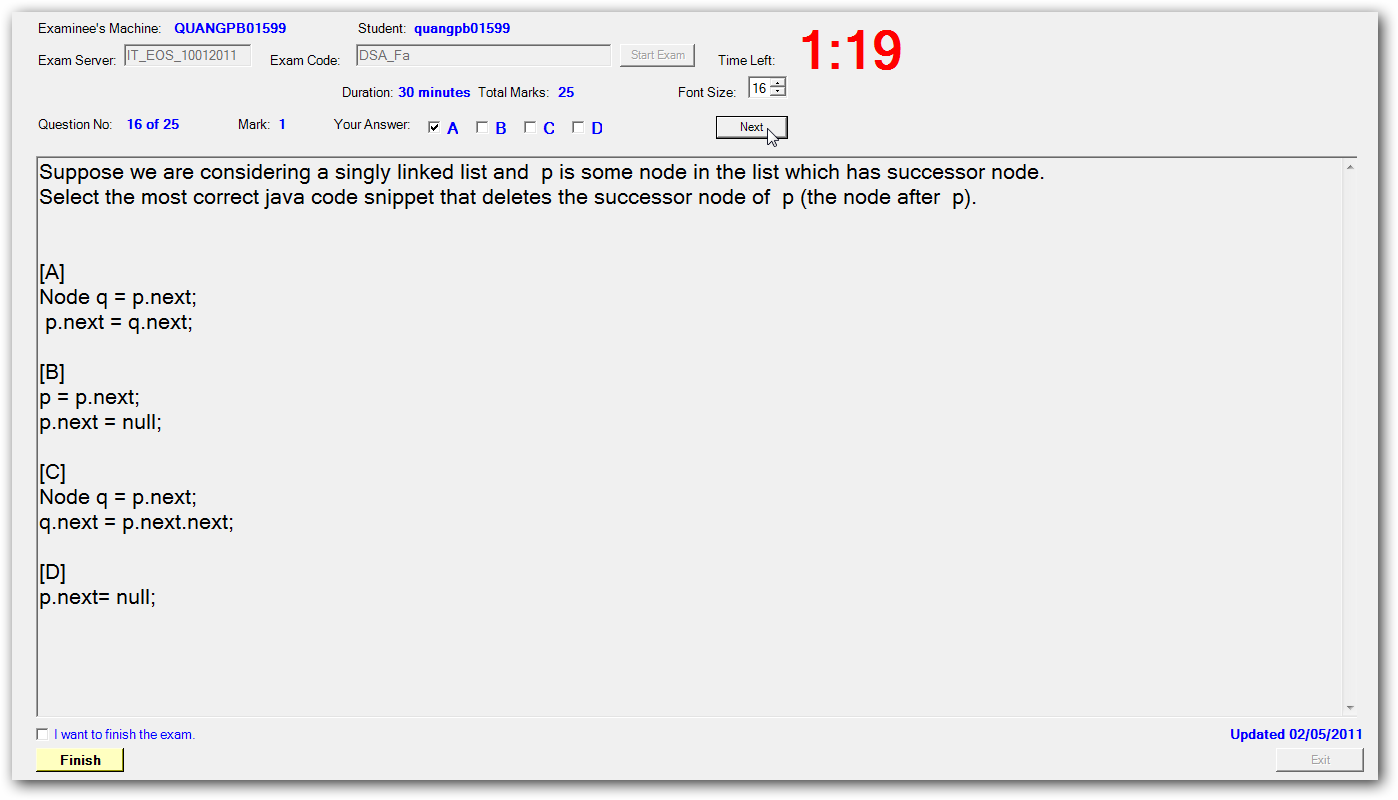 Examinee's Machine: QUANGPB01599 Student: quangpb01599
Exam Server: IT_EOS_10012011 Exam Code: DSA_Fa Start Exam Time Left: 1:19
Duration: 30 minutes Total Marks: 25 Font Size: 16
Question No: 16 of 25 Mark: 1 Your Answer: A B C D Next
Suppose we are considering a singly linked list and  p is some node in the list which has successor node.
Select the most correct java code snippet that deletes the successor node of  p (the node after  p).
[A]
Node q = p.next;
p.next = q.next;
[B]
p = p.next;
p.next = null;
[C]
Node q = p.next;
q.next = p.next.next;
[D]
p.next= null;
I want to finish the exam. Updated 02/05/2011
Finish Exit